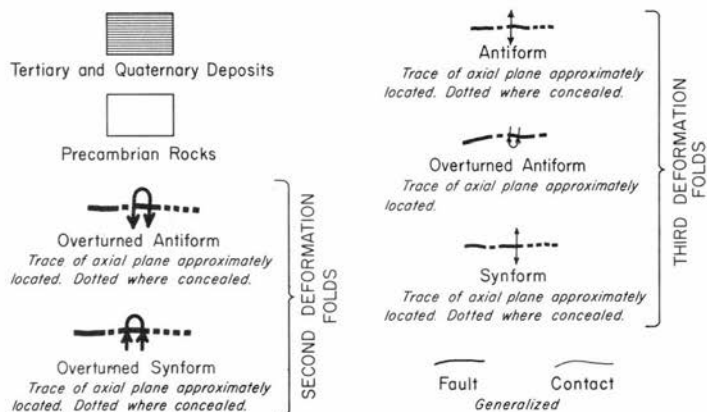 Tertiary and Quaternary Deposits
Precambrian Rocks
Overturned Antiform
Trace of axial plane approximately
located. Dotted where concealed.
Overturned Synform
Trace of axial plane approximately
located. Dotted where concealed.
SECOND DEFORMATION
FOLDS
Antiform
Trace of axial plane approximately
located. Dotted where concealed.
Overturned Antiform
Trace of axial plane approximately
located.
Synform
Trace of axial plane approximately
located. Dotted where concealed.
THIRD DEFORMATION
FOLDS
Fault Contact
Generalized